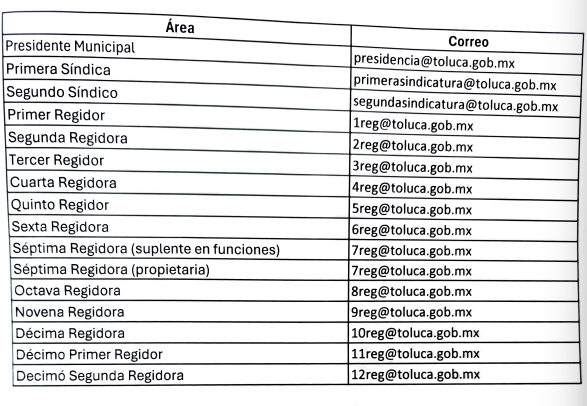 Área Correo
Presidente Municipal presidencia@toluca.gob.mx
Primera Síndica primerasindicatura@toluca.gob.mx
Segundo Síndico segundasindicatura@toluca.gob.mx
Primer Regidor 1reg@toluca.gob.mx
Segunda Regidora 2reg@toluca.gob.mx
Tercer Regidor 3reg@toluca.gob.mx
Cuarta Regidora 4reg@toluca.gob.mx
Quinto Regidor 5reg@toluca.gob.mx
Sexta Regidora 6reg@toluca.gob.mx
Séptima Regidora (suplente en funciones) 7reg@toluca.gob.mx
Séptima Regidora (propietaria) 7reg@toluca.gob.mx
Octava Regidora 8reg@toluca.gob.mx
Novena Regidora 9reg@toluca.gob.mx
Décima Regidora 10reg@toluca.gob.mx
Décimo Primer Regidor 11reg@toluca.gob.mx
Decimó Segunda Regidora 12reg@toluca.gob.mx